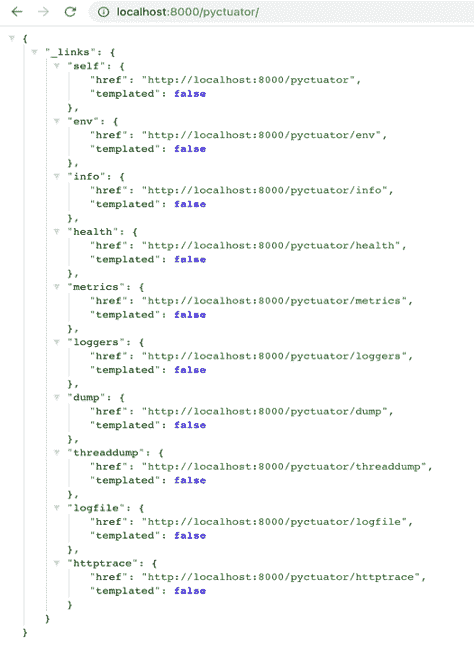 localhost:8000/pyctuator/
{
"_links": {
"self": {
"href": "http://localhost:8000/pyctuator",
"templated": false
},
"env": {
"href": "http://localhost:8000/pyctuator/env",
"templated": false
},
"info": {
"href": "http://localhost:8000/pyctuator/info",
"templated": false
},
"health": {
"href": "http://localhost:8000/pyctuator/health",
"templated": false
},
"metrics": {
"href": "http://localhost:8000/pyctuator/metrics",
"templated": false
},
"loggers": {
"href": "http://localhost:8000/pyctuator/loggers",
"templated": false
},
"dump": {
"href": "http://localhost:8000/pyctuator/dump",
"templated": false
},
"threaddump": {
"href": "http://localhost:8000/pyctuator/threaddump",
"templated": false
},
"logfile": {
"href": "http://localhost:8000/pyctuator/logfile",
"templated": false
},
"httptrace": {
"href": "http://localhost:8000/pyctuator/httptrace",
"templated": false
}
}
}